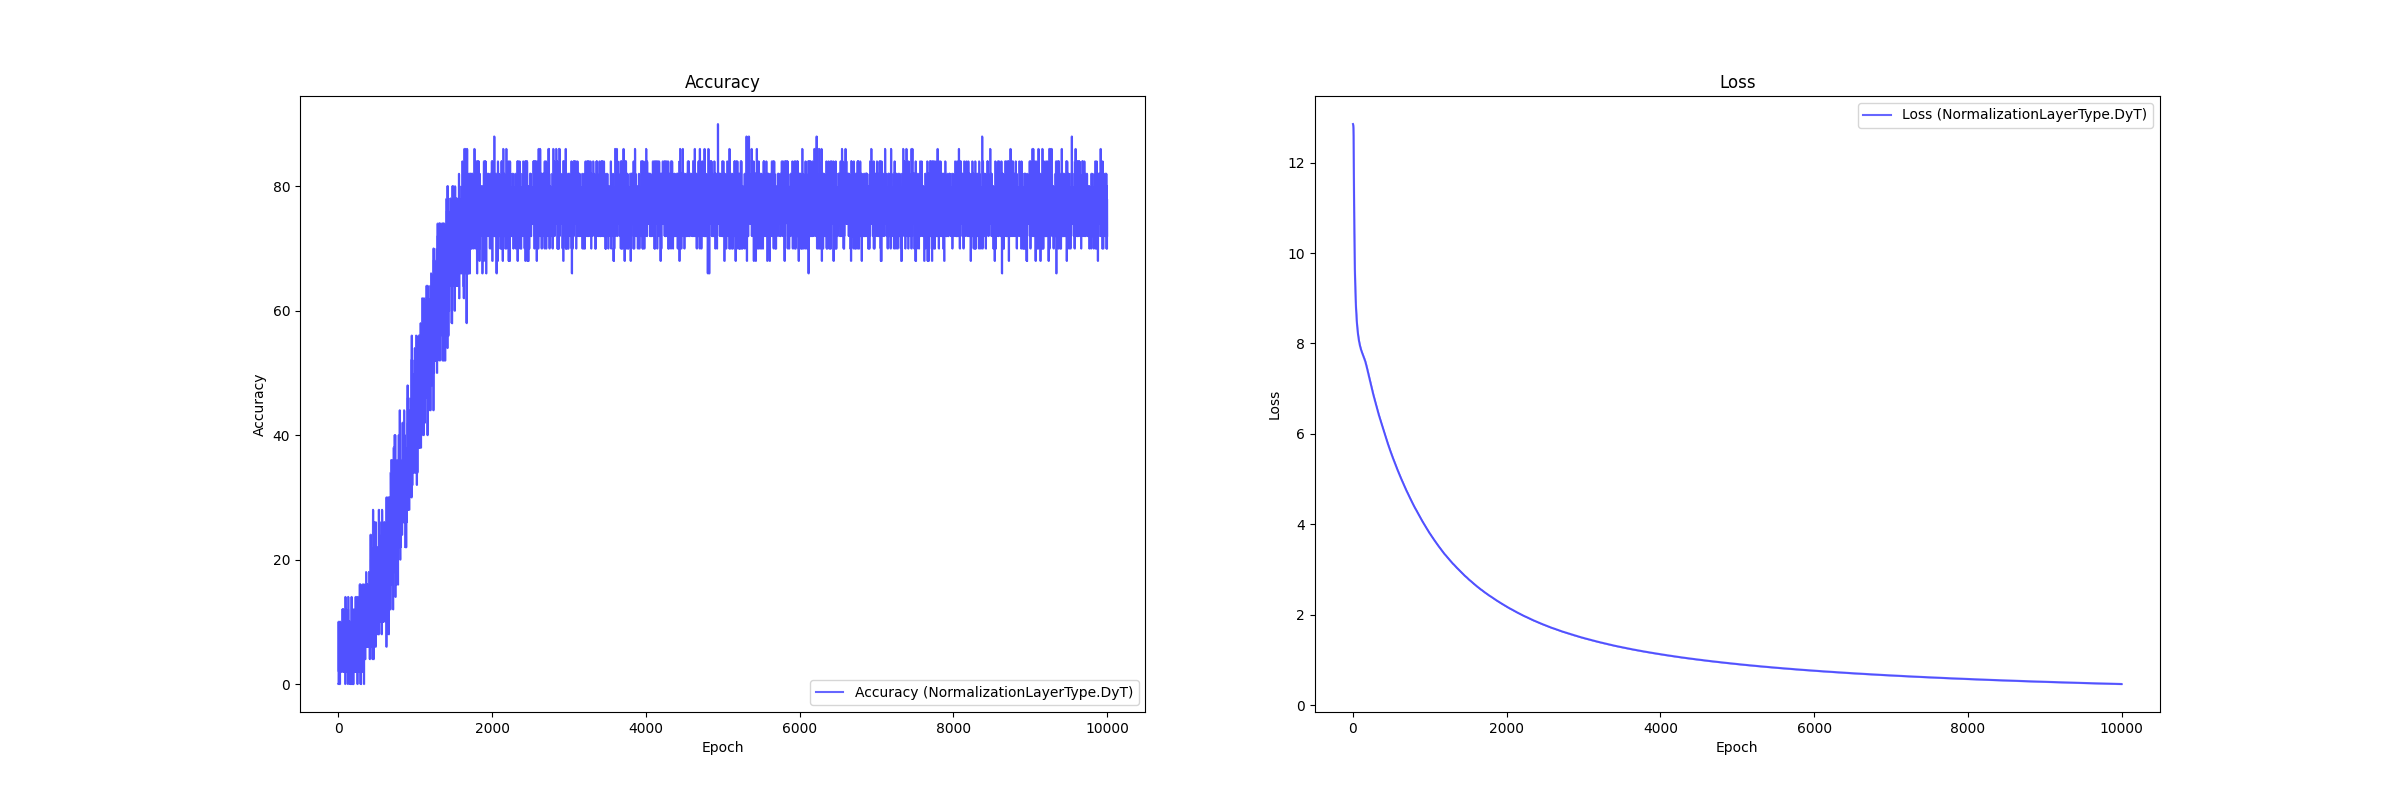 Accuracy
80
60
40
20
0
Accuracy
Accuracy (NormalizationLayerType.DyT)
0 2000 4000 6000 8000 10000
Epoch
Loss
Loss (NormalizationLayerType.DyT)
12
10
8
6
4
2
0
Loss
0 2000 4000 6000 8000 10000
Epoch